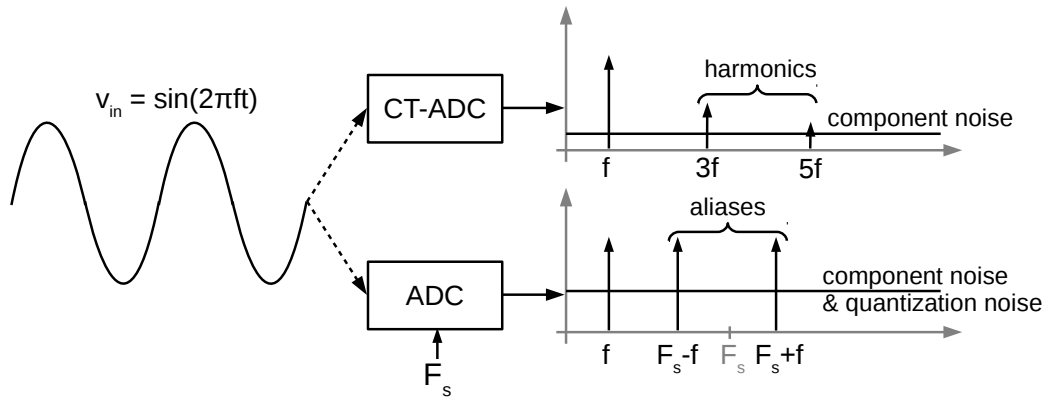 v_in = sin(2πft)
CT-ADC
harmonics
component noise
f 3f 5f
ADC
F_s
aliases
component noise
& quantization noise
f F_s-f F_s F_s+f